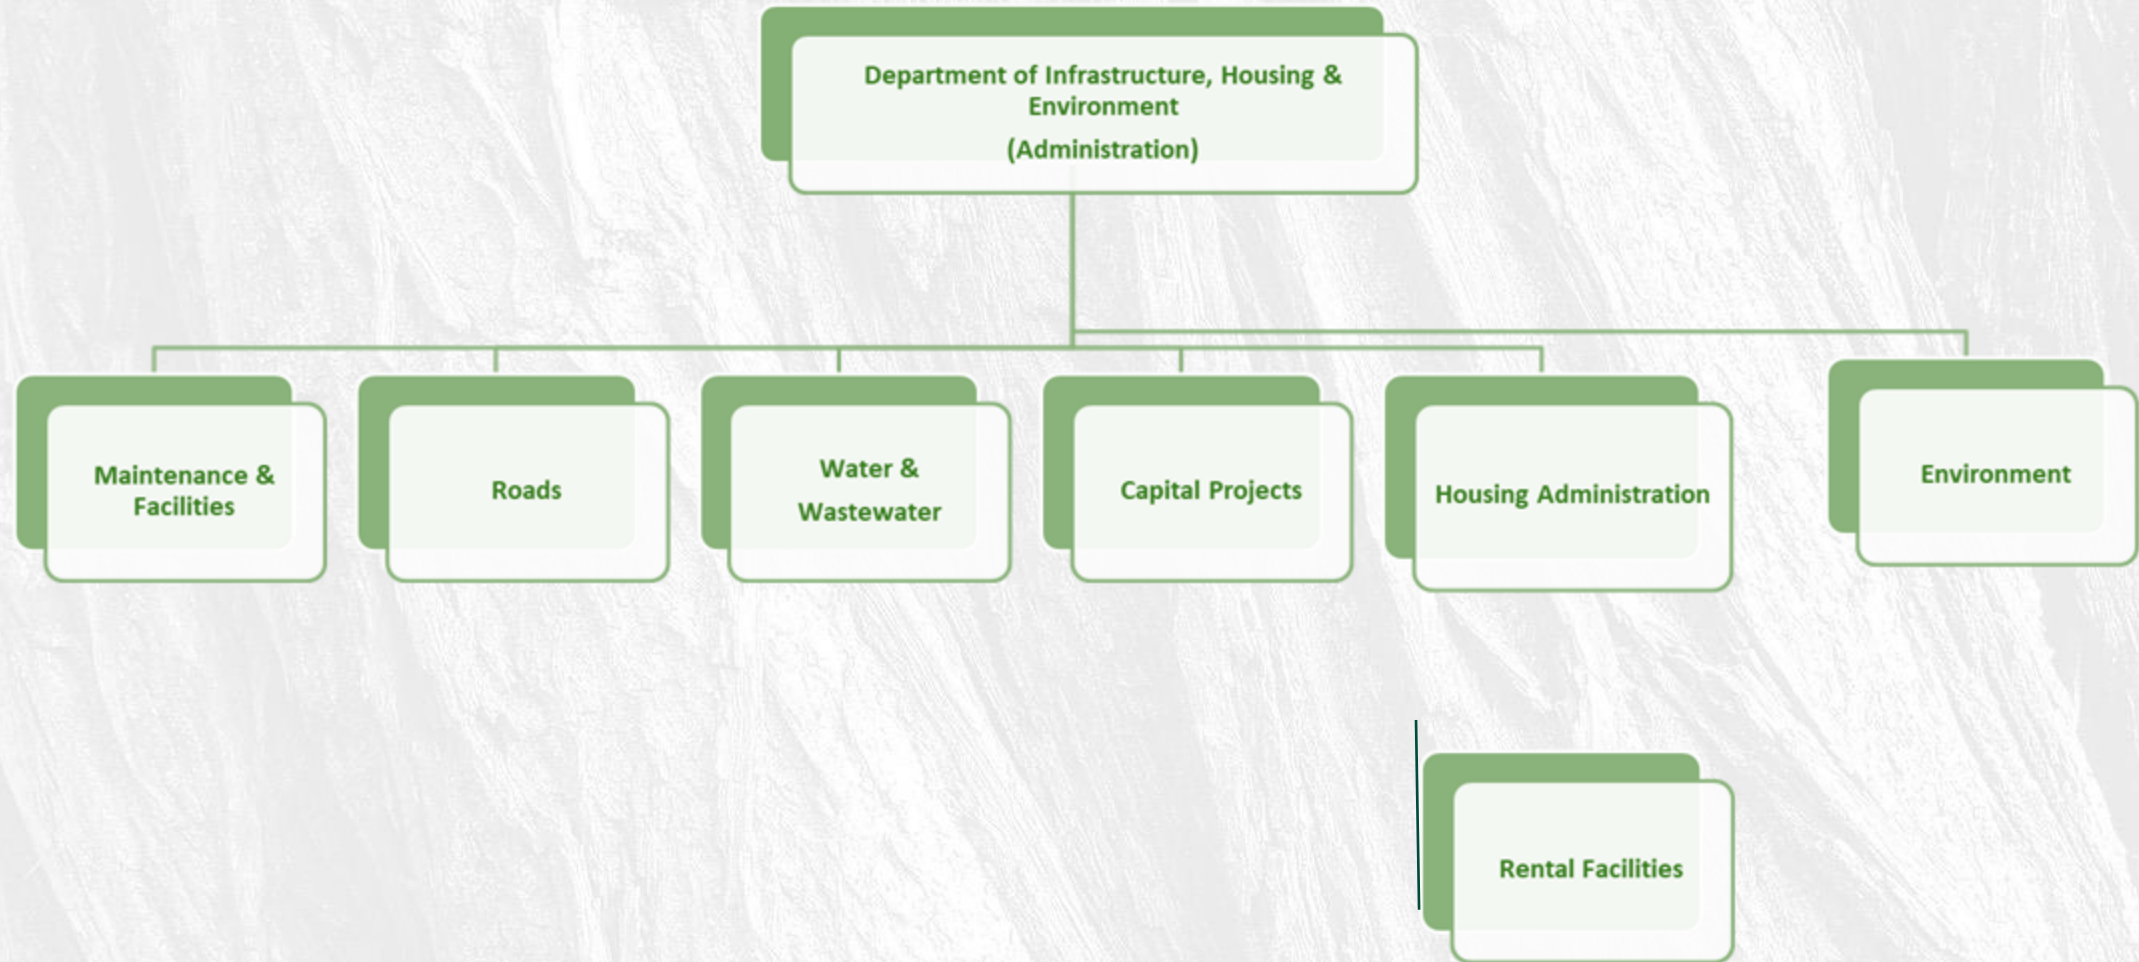 Department of Infrastructure, Housing &
Environment
(Administration)
Maintenance &
Facilities
Roads
Water &
Wastewater
Capital Projects
Housing Administration
Environment
Rental Facilities